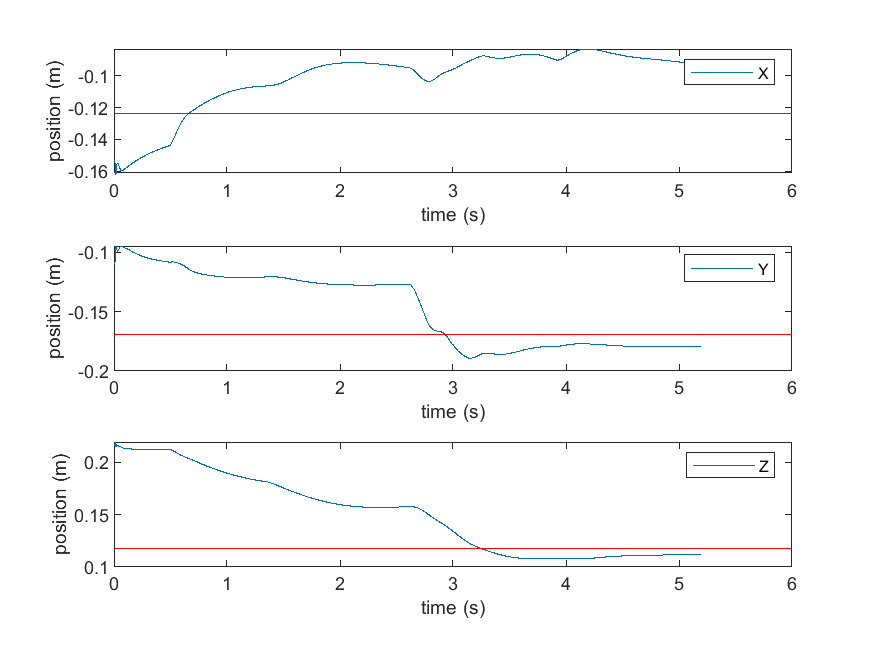 X
-0.1
-0.12
-0.14
-0.16
position (m)
0 1 2 3 4 5 6
time (s)
Y
-0.1
-0.15
-0.2
position (m)
0 1 2 3 4 5 6
time (s)
Z
0.2
0.15
0.1
position (m)
0 1 2 3 4 5 6
time (s)